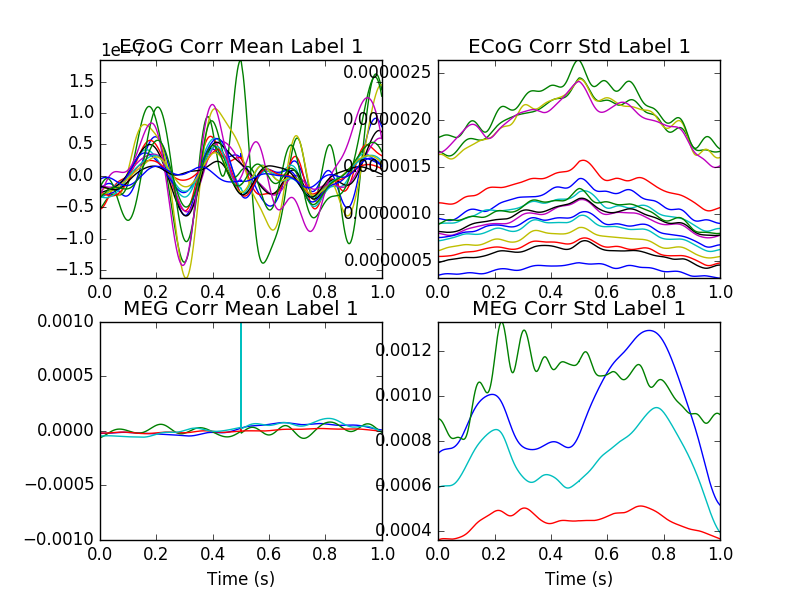 1e−7
ECoG Corr Mean Label 1
1.5
1.0
0.5
0.0
−0.5
−1.0
−1.5
0.0 0.2 0.4 0.6 0.8 1.0
ECoG Corr Std Label 1
0.0000025
0.0000020
0.0000015
0.0000010
0.0000005
0.0 0.2 0.4 0.6 0.8 1.0
MEG Corr Mean Label 1
0.0010
0.0005
0.0000
−0.0005
−0.0010
0.0 0.2 0.4 0.6 0.8 1.0
Time (s)
MEG Corr Std Label 1
0.0012
0.0010
0.0008
0.0006
0.0004
0.0 0.2 0.4 0.6 0.8 1.0
Time (s)